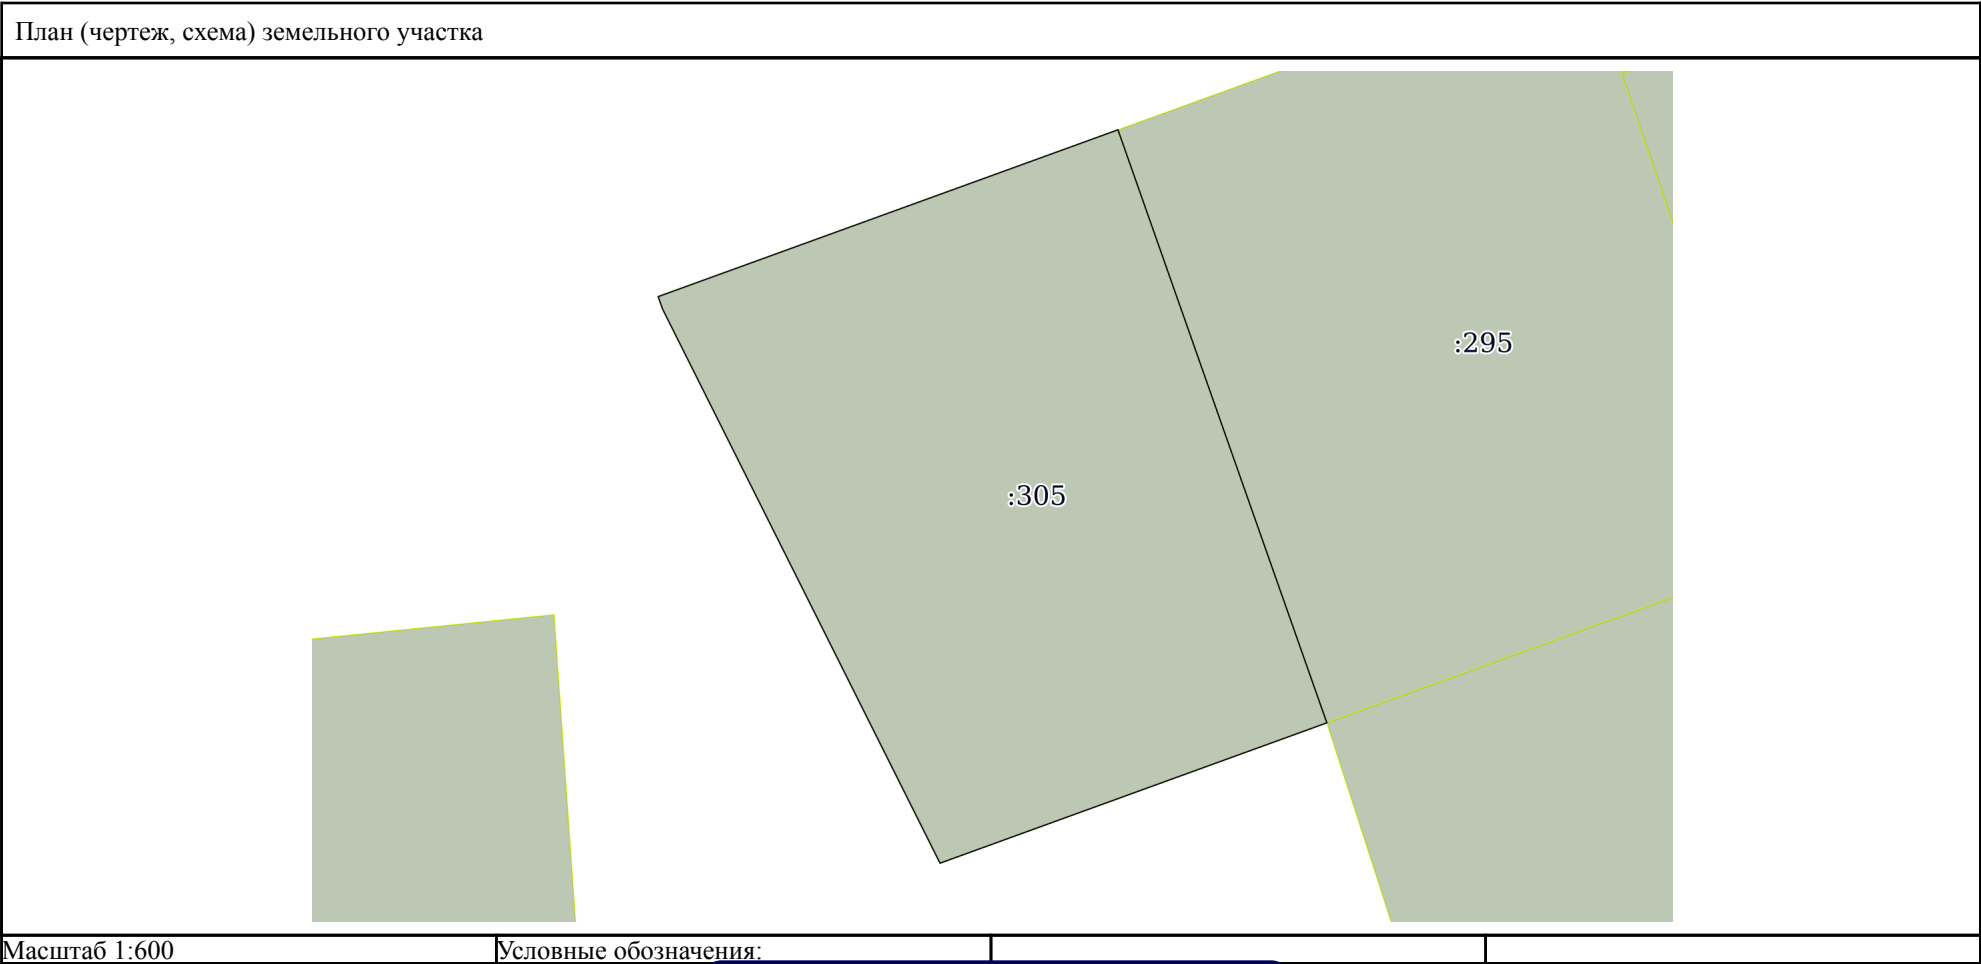 План (чертеж, схема) земельного участка
:295
:305
Масштаб 1:600
Условные обозначения: